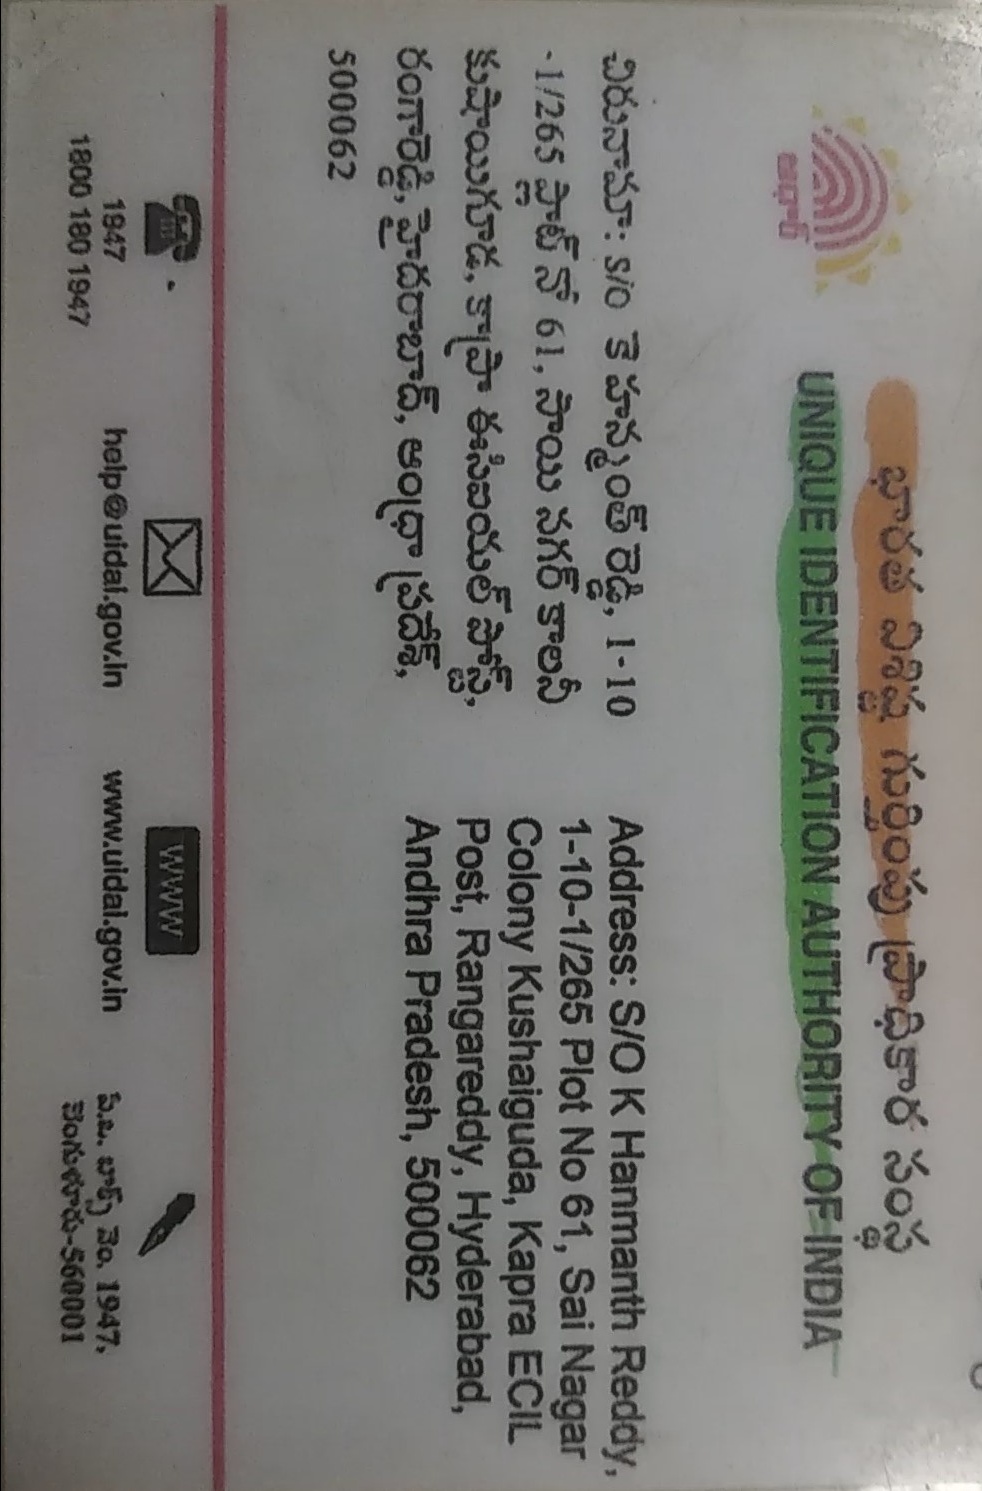 భారత విశిష్ట గుర్తింపు ప్రాధికార సంస్థ
UNIQUE IDENTIFICATION AUTHORITY OF INDIA
ఆధార్
చిరునామా: S/O కె హన్మంత్ రెడ్డి, 1-10
-1/265 ప్లాట్ నో 61, సాయి నగర్ కాలనీ
కుషాయిగూడ, కాప్రా ఈసిఐయల్ పోస్ట్,
రంగారెడ్డి, హైదరాబాద్, ఆంధ్రా ప్రదేశ్,
500062
Address: S/O K Hanmanth Reddy,
1-10-1/265 Plot No 61, Sai Nagar
Colony Kushaiguda, Kapra ECIL
Post, Rangareddy, Hyderabad,
Andhra Pradesh, 500062
1947
1800 180 1947
help@uidai.gov.in
WWW
www.uidai.gov.in
పి.ఒ. బాక్స్ నెం. 1947,
బెంగుళూరు-560001